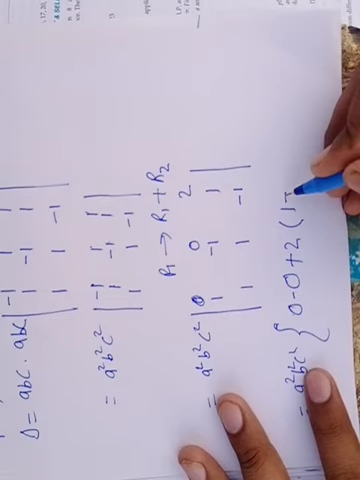 Δ = abc . abc | -1 1 1 |
| 1 -1 1 |
| 1 1 -1 |
= a²b²c² | -1 1 1 |
| 1 -1 1 |
| 1 1 -1 |
R₁ → R₁ + R₂
= a²b²c² | 0 0 2 |
| 1 -1 1 |
| 1 1 -1 |
= a²b²c² { 0-0+2 (1